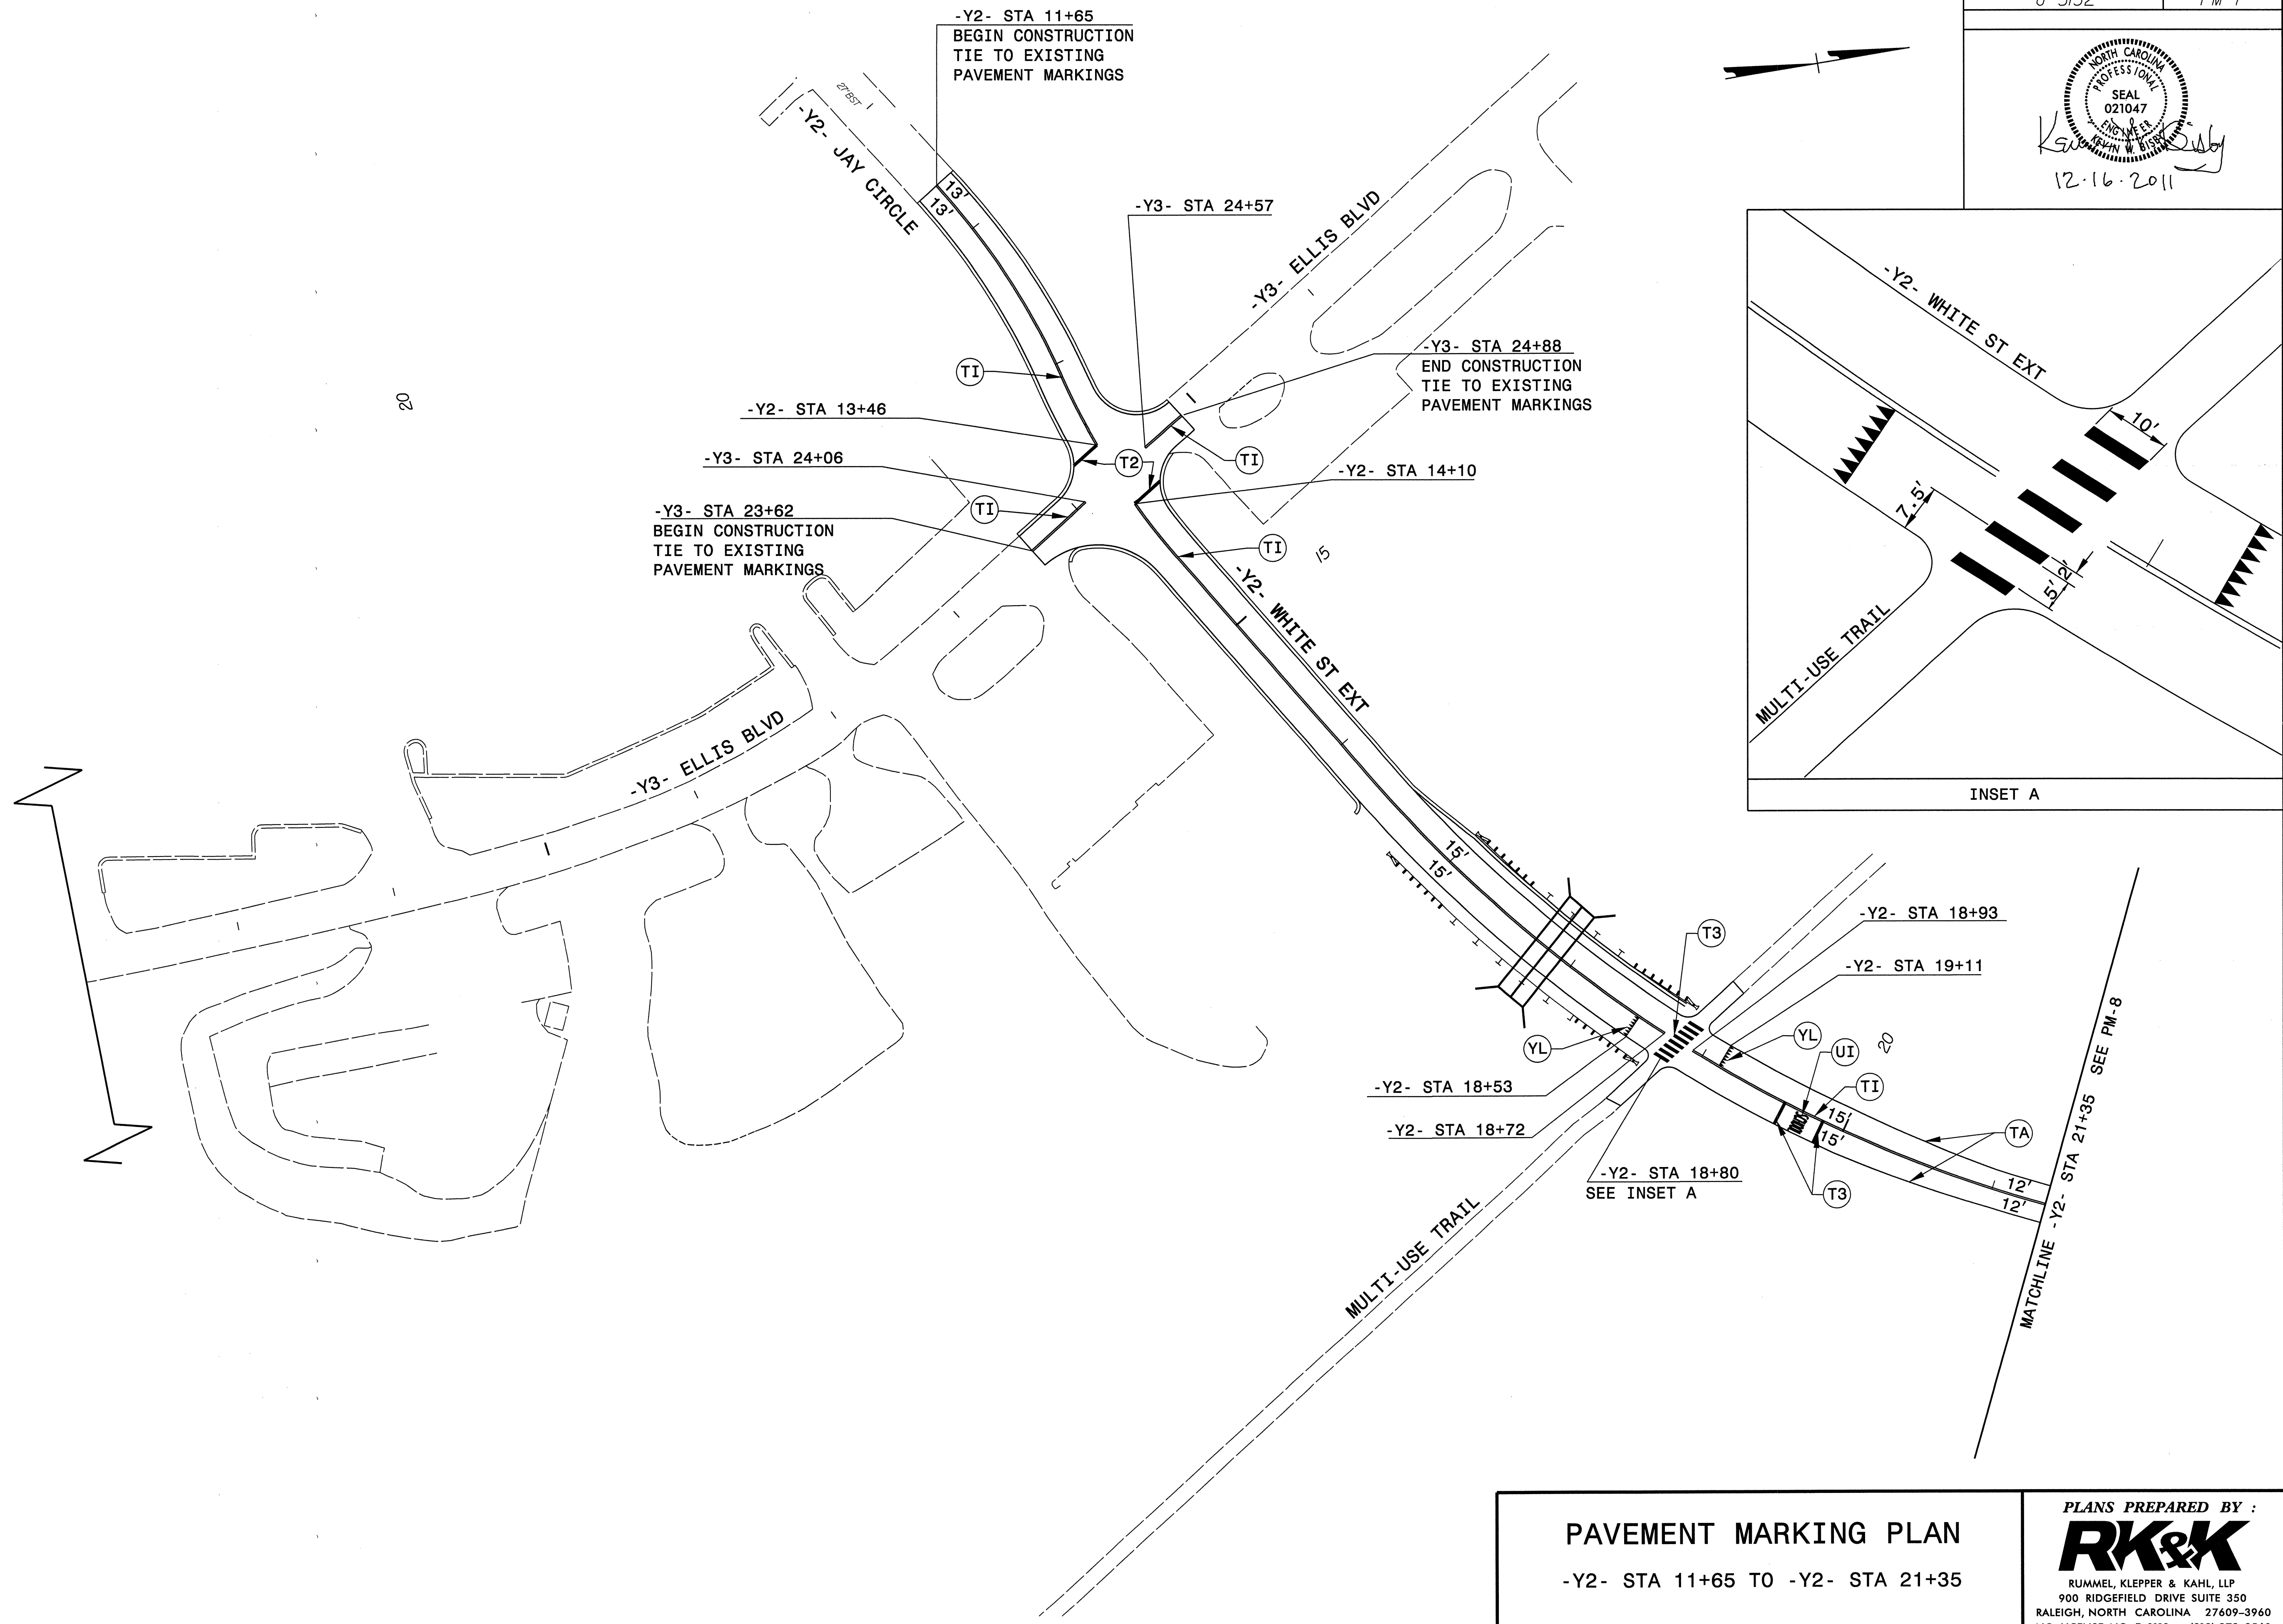 -Y2- STA 11+65
BEGIN CONSTRUCTION
TIE TO EXISTING
PAVEMENT MARKINGS
27' BST
-Y2- JAY CIRCLE
13'
13'
-Y3- STA 24+57
-Y3- ELLIS BLVD
-Y3- STA 24+88
END CONSTRUCTION
TIE TO EXISTING
PAVEMENT MARKINGS
TI
-Y2- STA 13+46
-Y3- STA 24+06
T2
TI
-Y2- STA 14+10
-Y3- STA 23+62
BEGIN CONSTRUCTION
TIE TO EXISTING
PAVEMENT MARKINGS
TI
TI
15
20
-Y2- WHITE ST EXT
-Y3- ELLIS BLVD
15'
15'
T3
-Y2- STA 18+93
-Y2- STA 19+11
YL
YL
UI
20
TI
-Y2- STA 18+53
-Y2- STA 18+72
15'
15'
TA
-Y2- STA 18+80
SEE INSET A
T3
12'
12'
MULTI-USE TRAIL
MATCHLINE -Y2- STA 21+35 SEE PM-8
NORTH CAROLINA
PROFESSIONAL
SEAL
021047
ENGINEER
KEVIN W. BISBY
12.16.2011
-Y2- WHITE ST EXT
10'
7.5'
2'
5'
MULTI-USE TRAIL
INSET A
PAVEMENT MARKING PLAN
-Y2- STA 11+65 TO -Y2- STA 21+35
PLANS PREPARED BY :
RK&K
RUMMEL, KLEPPER & KAHL, LLP
900 RIDGEFIELD DRIVE SUITE 350
RALEIGH, NORTH CAROLINA 27609-3960